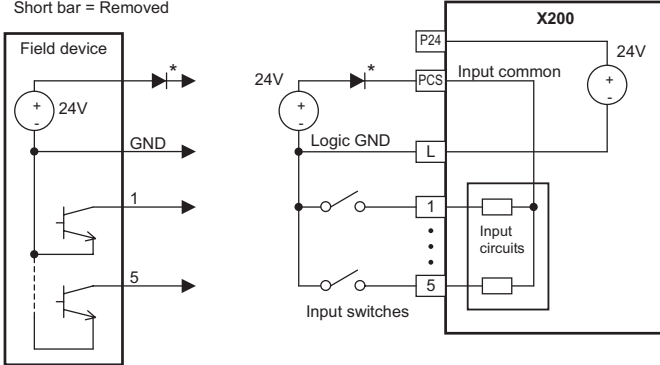 Short bar = Removed
Field device
+
-
24V
*
GND
1
5
24V
+
-
*
Logic GND
Input switches
X200
P24
PCS
L
1
5
Input common
24V
+
-
Input
circuits